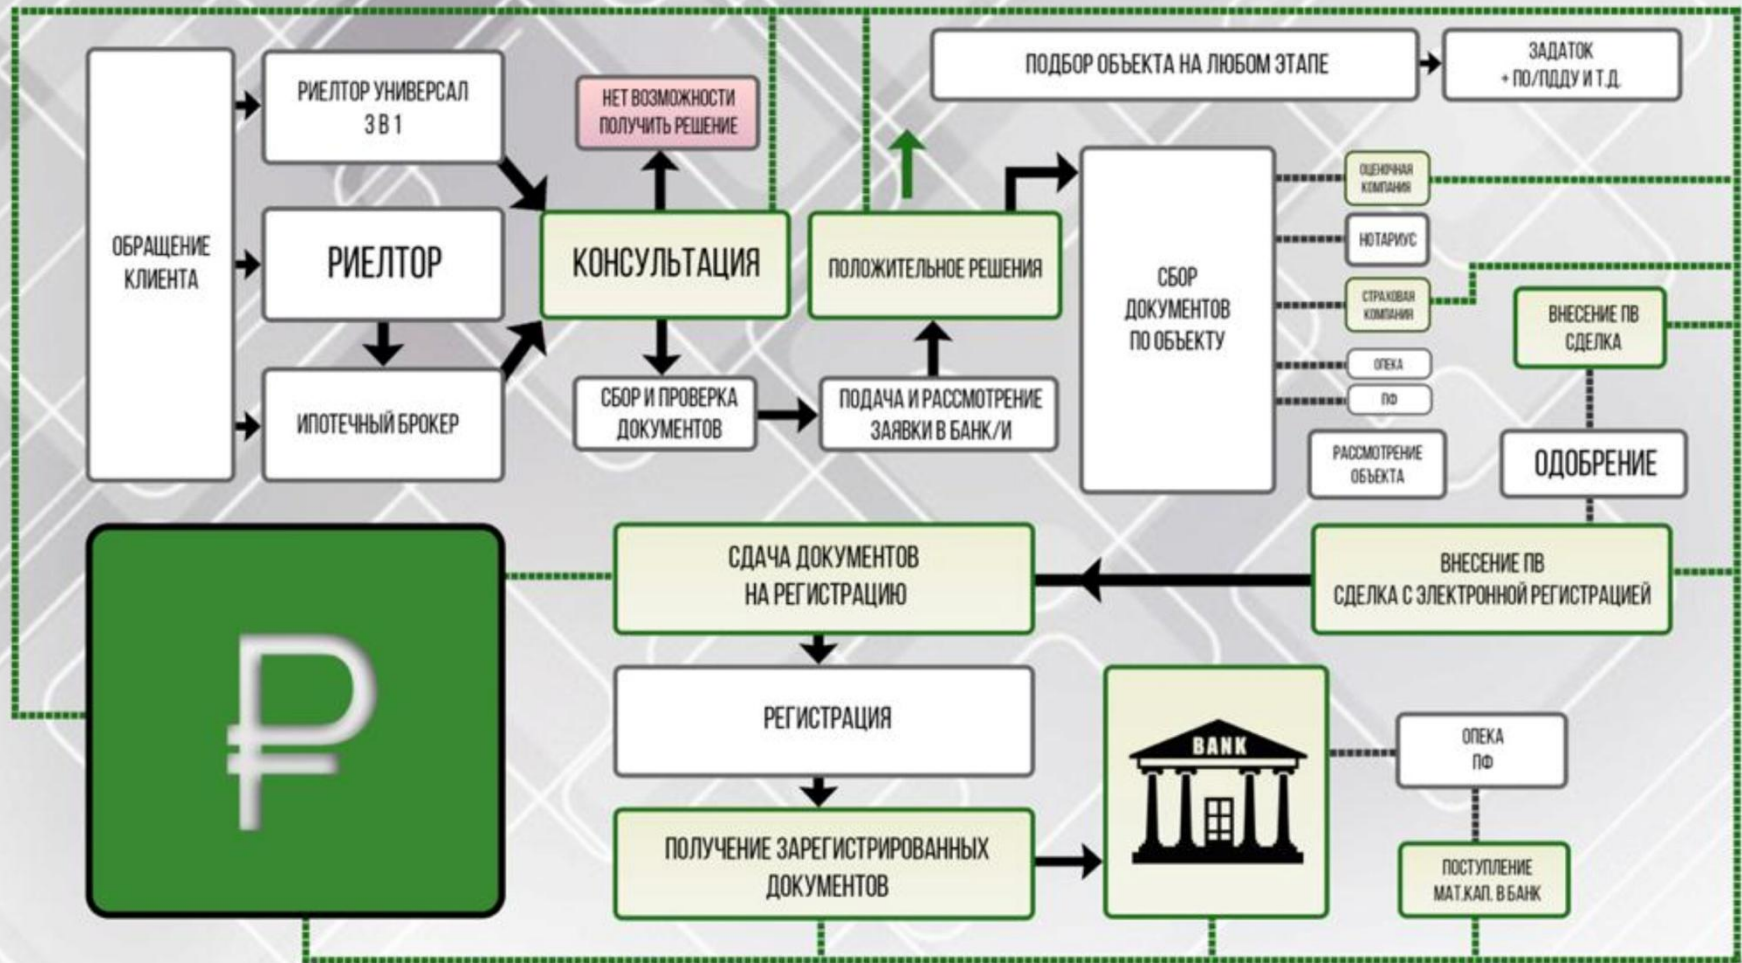 ОБРАЩЕНИЕ
КЛИЕНТА
РИЕЛТОР УНИВЕРСАЛ
3 В 1
РИЕЛТОР
ИПОТЕЧНЫЙ БРОКЕР
НЕТ ВОЗМОЖНОСТИ
ПОЛУЧИТЬ РЕШЕНИЕ
КОНСУЛЬТАЦИЯ
СБОР И ПРОВЕРКА
ДОКУМЕНТОВ
ПОДАЧА И РАССМОТРЕНИЕ
ЗАЯВКИ В БАНК/И
ПОЛОЖИТЕЛЬНОЕ РЕШЕНИЯ
ПОДБОР ОБЪЕКТА НА ЛЮБОМ ЭТАПЕ
ЗАДАТОК
+ ПО/ПДДУ И Т.Д.
СБОР
ДОКУМЕНТОВ
ПО ОБЪЕКТУ
ОЦЕНОЧНАЯ
КОМПАНИЯ
НОТАРИУС
СТРАХОВАЯ
КОМПАНИЯ
ОПЕКА
ПФ
РАССМОТРЕНИЕ
ОБЪЕКТА
ВНЕСЕНИЕ ПВ
СДЕЛКА
ОДОБРЕНИЕ
ВНЕСЕНИЕ ПВ
СДЕЛКА С ЭЛЕКТРОННОЙ РЕГИСТРАЦИЕЙ
СДАЧА ДОКУМЕНТОВ
НА РЕГИСТРАЦИЮ
РЕГИСТРАЦИЯ
ПОЛУЧЕНИЕ ЗАРЕГИСТРИРОВАННЫХ
ДОКУМЕНТОВ
BANK
ОПЕКА
ПФ
ПОСТУПЛЕНИЕ
МАТ.КАП. В БАНК
₽